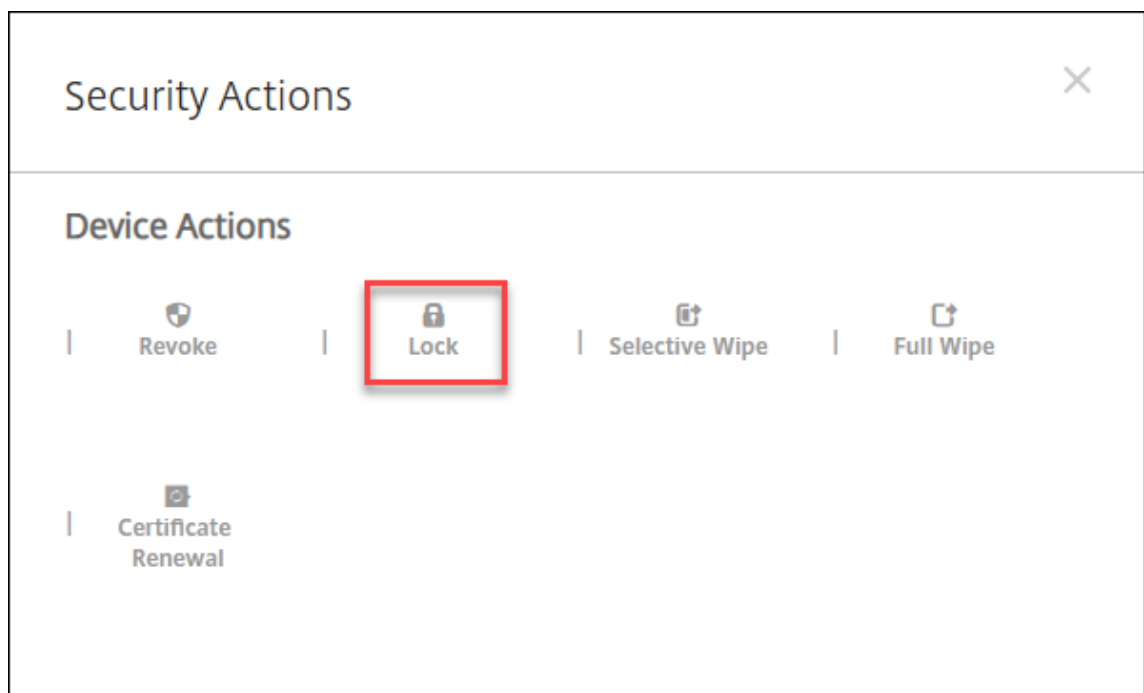 Security Actions
Device Actions
Revoke
Lock
Selective Wipe
Full Wipe
Certificate
Renewal